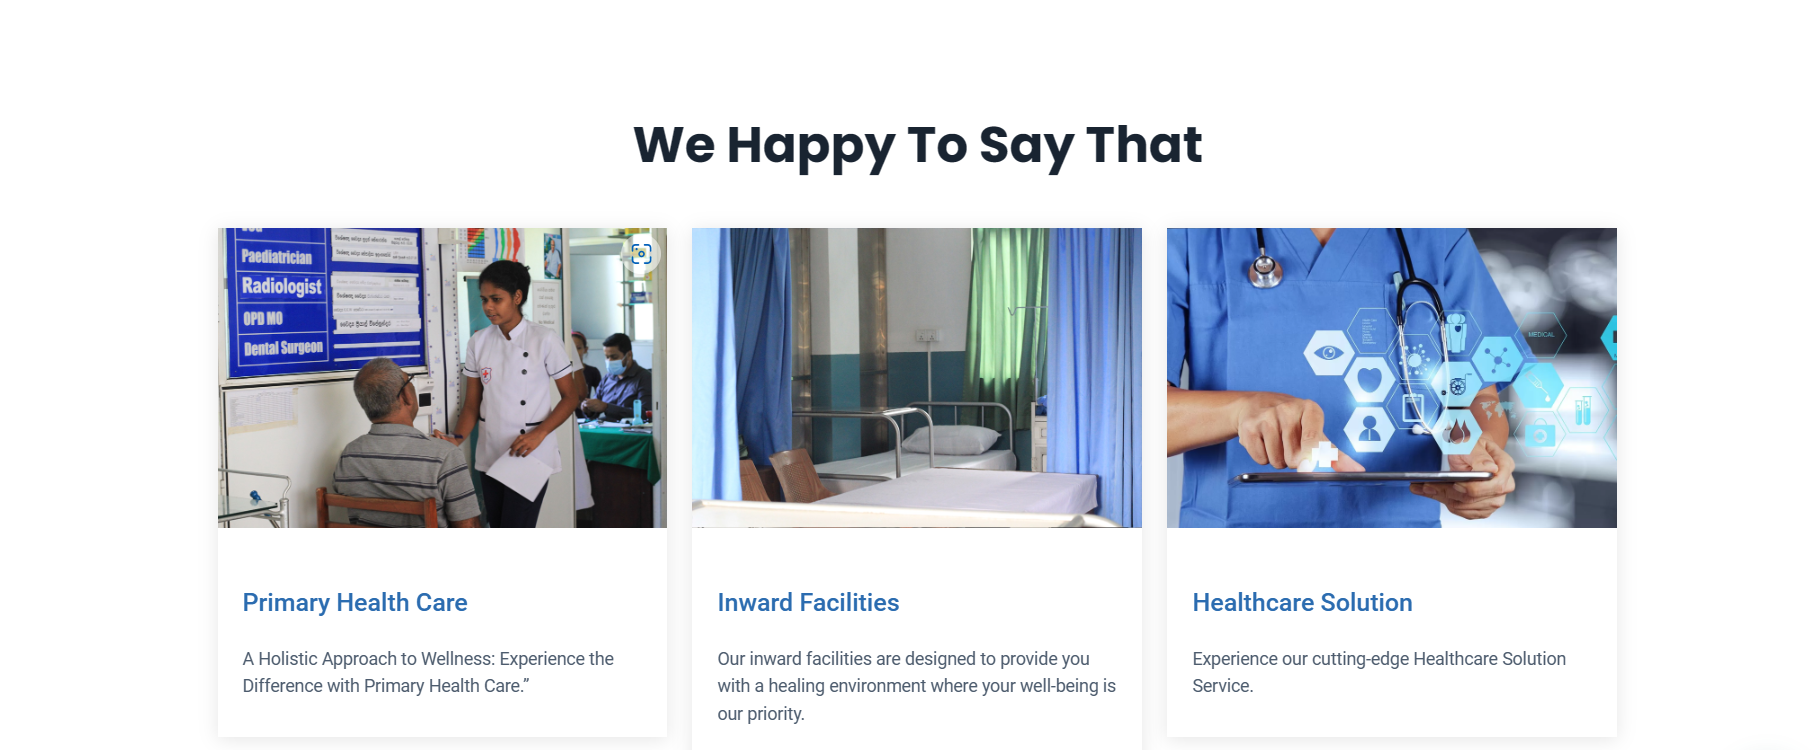 We Happy To Say That
Paediatrician
Radiologist
OPD MO
Dental Surgeon
MEDICAL
Primary Health Care
A Holistic Approach to Wellness: Experience the
Difference with Primary Health Care.”
Inward Facilities
Our inward facilities are designed to provide you
with a healing environment where your well-being is
our priority.
Healthcare Solution
Experience our cutting-edge Healthcare Solution
Service.